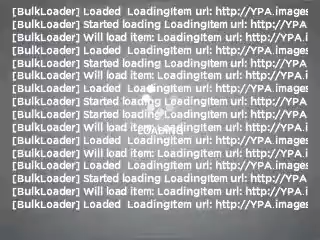 [BulkLoader] Loaded LoadingItem url: http://YPA.images
[BulkLoader] Started loading LoadingItem url: http://YPA
[BulkLoader] Will load item: LoadingItem url: http://YPA.i
[BulkLoader] Loaded LoadingItem url: http://YPA.images
[BulkLoader] Started loading LoadingItem url: http://YPA
[BulkLoader] Will load item: LoadingItem url: http://YPA.i
[BulkLoader] Loaded LoadingItem url: http://YPA.images
[BulkLoader] Started loading LoadingItem url: http://YPA
[BulkLoader] Started loading LoadingItem url: http://YPA
[BulkLoader] Will load item: LoadingItem url: http://YPA.i
LOADING
[BulkLoader] Loaded LoadingItem url: http://YPA.images
[BulkLoader] Will load item: LoadingItem url: http://YPA.i
[BulkLoader] Loaded LoadingItem url: http://YPA.images
[BulkLoader] Started loading LoadingItem url: http://YPA
[BulkLoader] Will load item: LoadingItem url: http://YPA.i
[BulkLoader] Loaded LoadingItem url: http://YPA.images